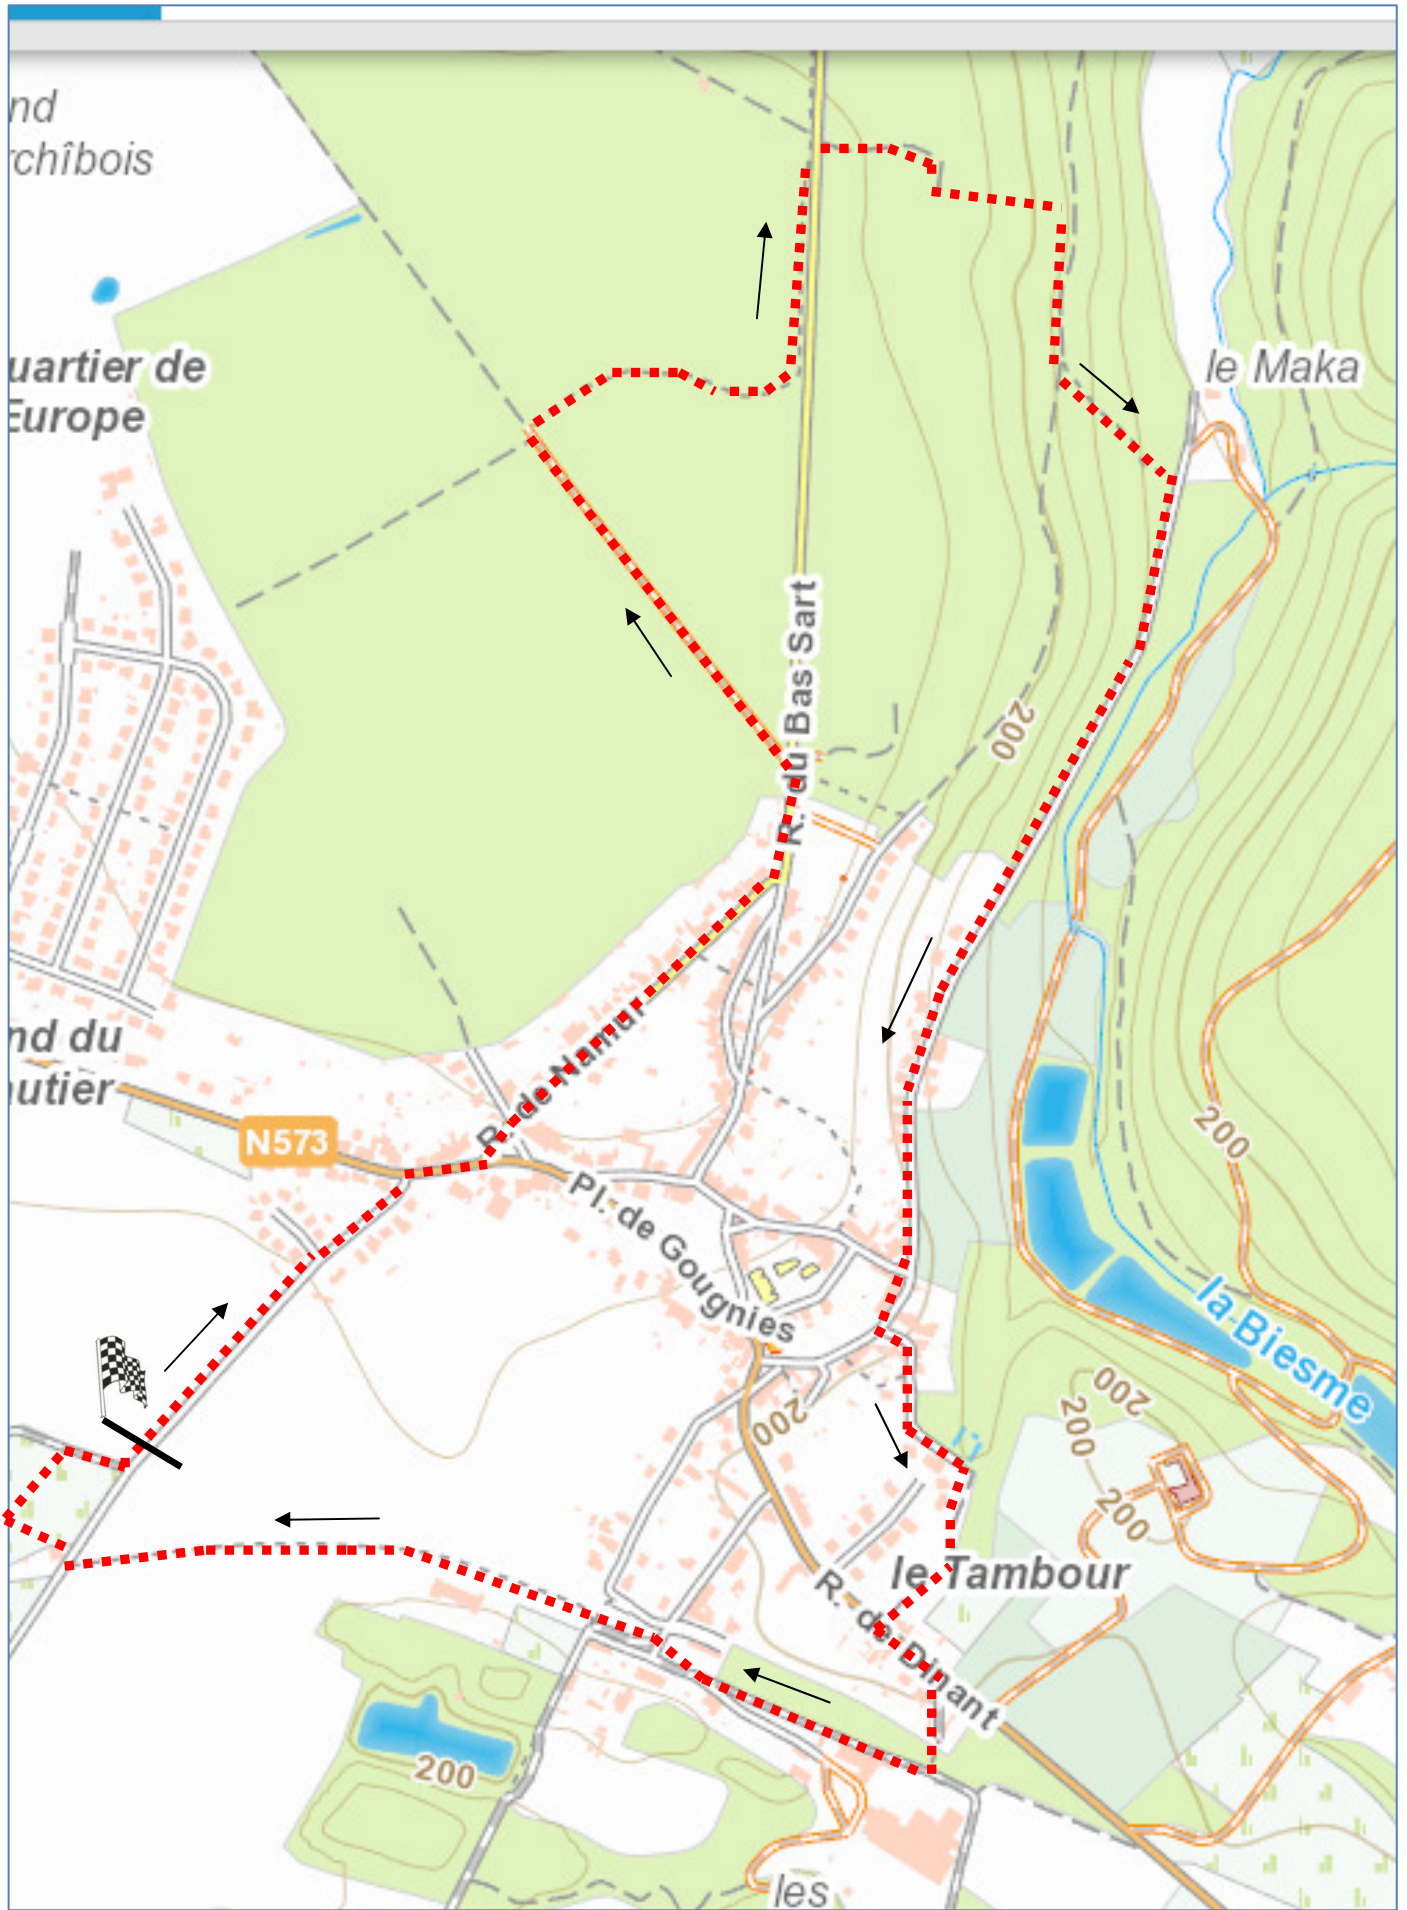 nd
rchîbois
uartier de
Europe
le Maka
R. du Bas Sart
200
nd du
autier
N573
R. de Namur
Pl. de Gougnies
200
la Biesme
200
200
200
200
le Tambour
R. de Dinant
200
les